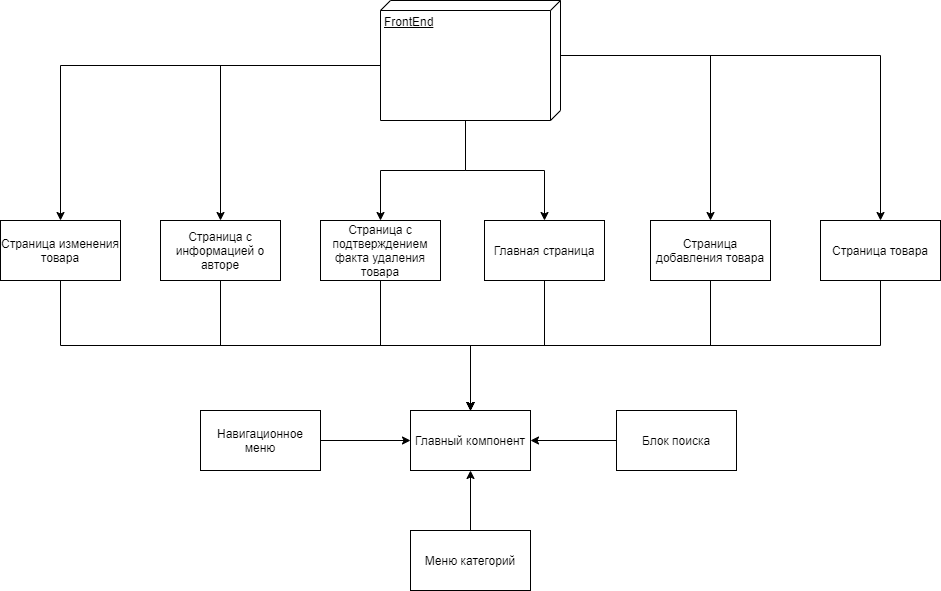 FrontEnd
Страница изменения
товара
Страница с
информацией о
авторе
Страница с
подтверждением
факта удаления
товара
Главная страница
Страница
добавления товара
Страница товара
Навигационное
меню
Главный компонент
Блок поиска
Меню категорий